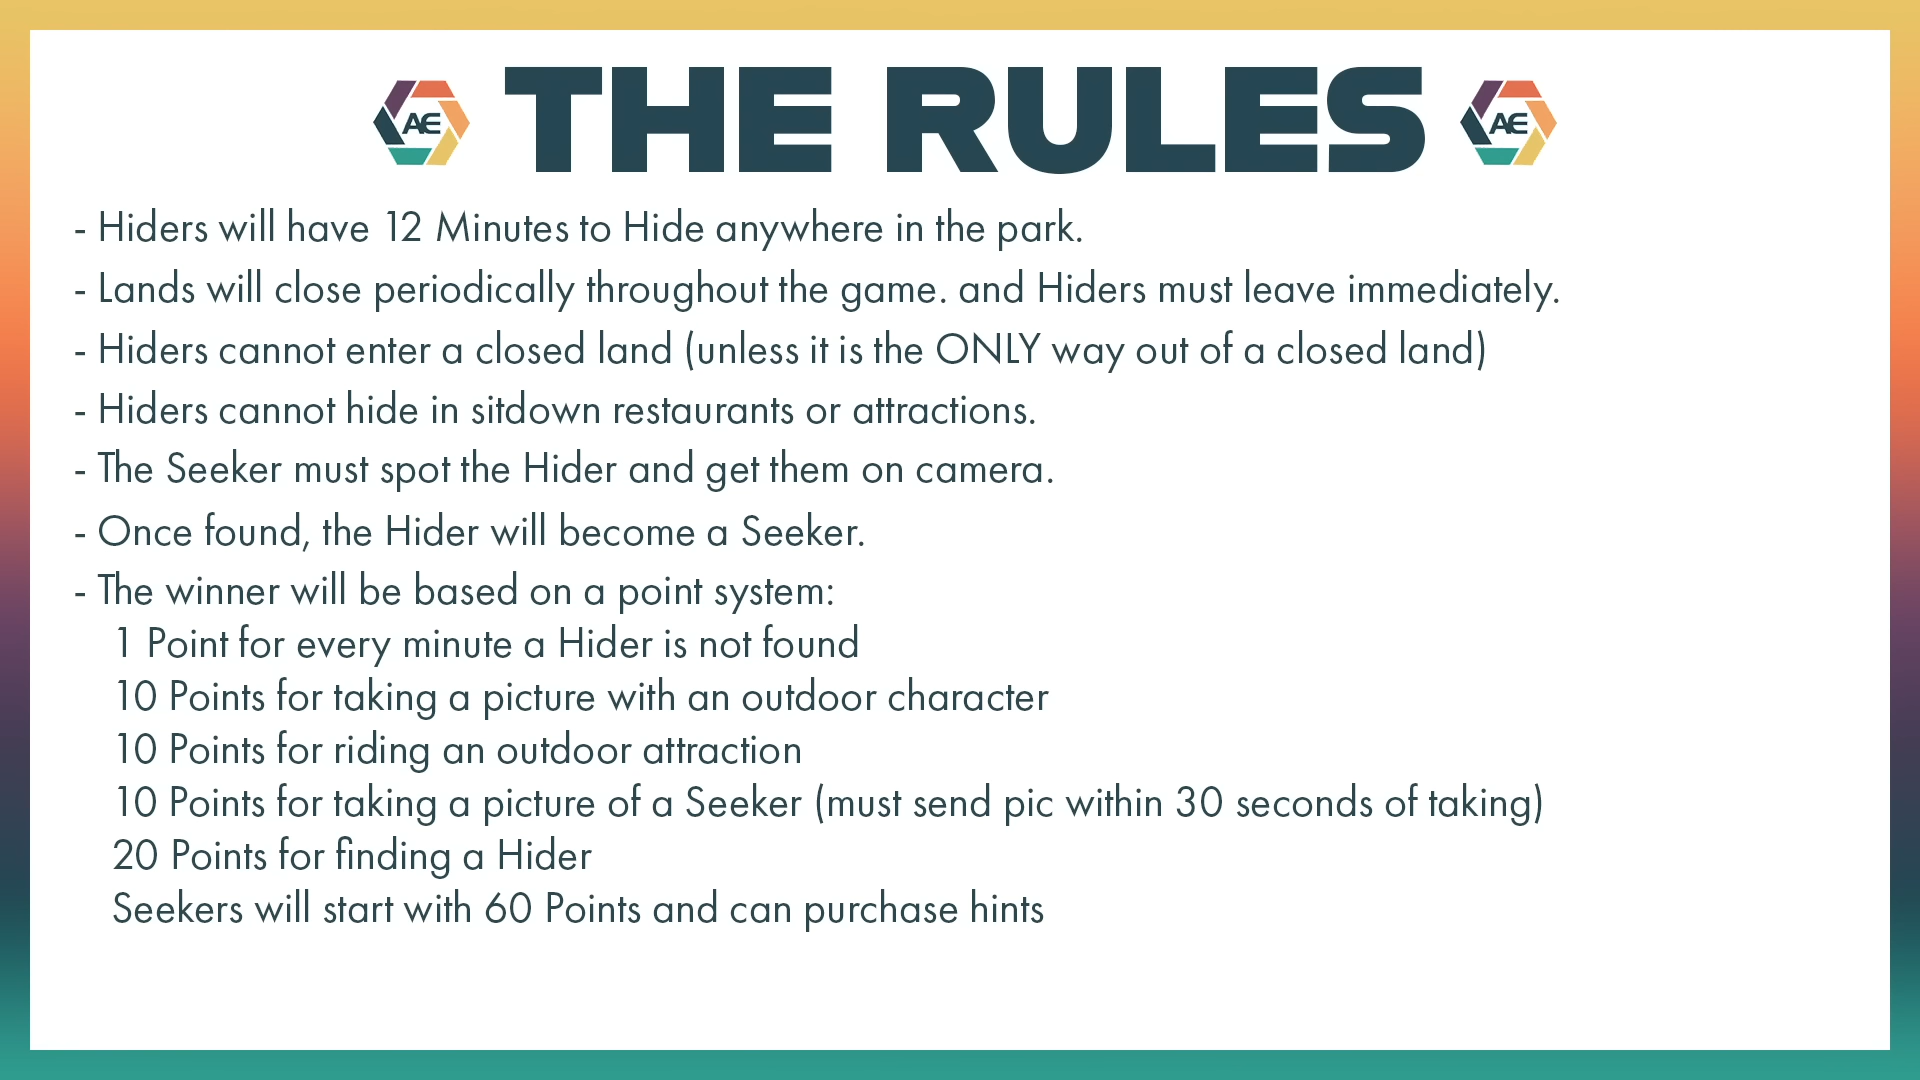 AE THE RULES AE
- Hiders will have 12 Minutes to Hide anywhere in the park.
- Lands will close periodically throughout the game. and Hiders must leave immediately.
- Hiders cannot enter a closed land (unless it is the ONLY way out of a closed land)
- Hiders cannot hide in sitdown restaurants or attractions.
- The Seeker must spot the Hider and get them on camera.
- Once found, the Hider will become a Seeker.
- The winner will be based on a point system:
1 Point for every minute a Hider is not found
10 Points for taking a picture with an outdoor character
10 Points for riding an outdoor attraction
10 Points for taking a picture of a Seeker (must send pic within 30 seconds of taking)
20 Points for finding a Hider
Seekers will start with 60 Points and can purchase hints